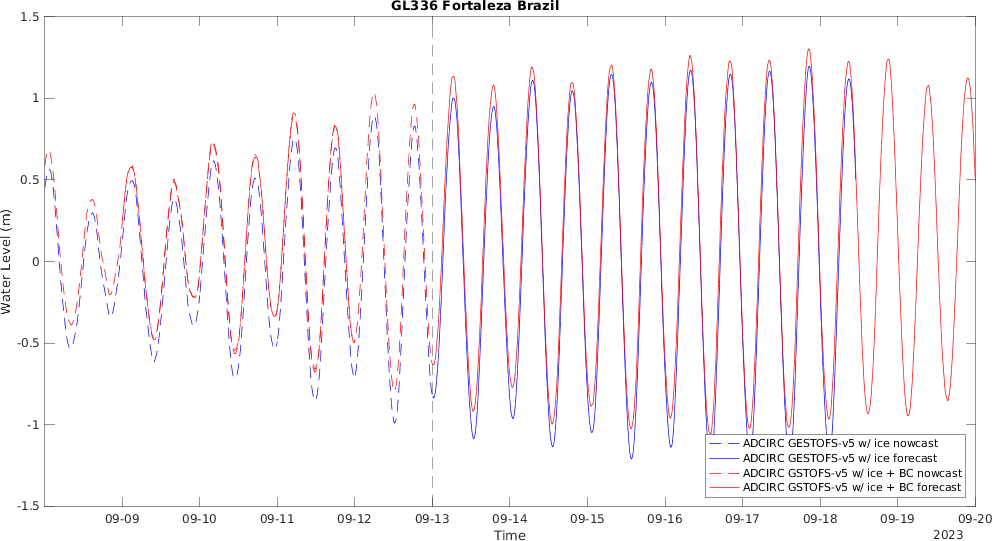 GL336 Fortaleza Brazil
1.5
1
0.5
0
-0.5
-1
-1.5
Water Level (m)
ADCIRC GESTOFS-v5 w/ ice nowcast
ADCIRC GESTOFS-v5 w/ ice forecast
ADCIRC GSTOFS-v5 w/ ice + BC nowcast
ADCIRC GSTOFS-v5 w/ ice + BC forecast
09-09 09-10 09-11 09-12 09-13 09-14 09-15 09-16 09-17 09-18 09-19 09-20
Time
2023